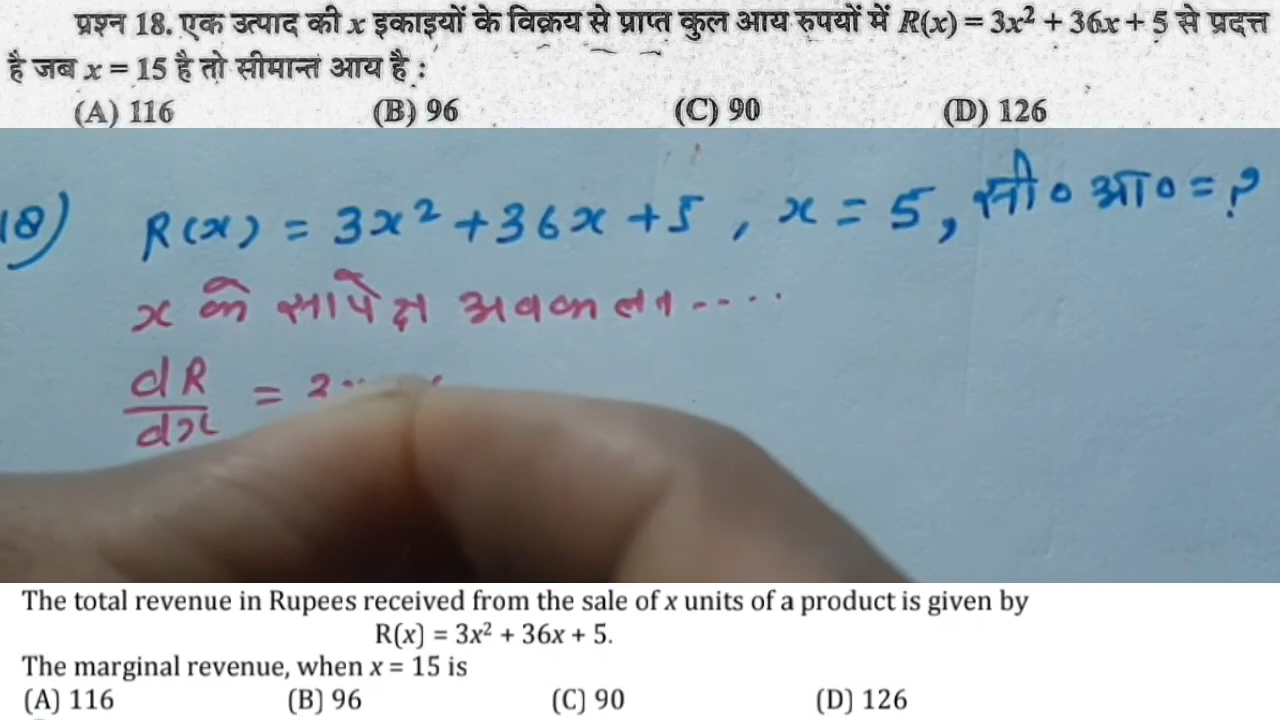 प्रश्न 18. एक उत्पाद की x इकाइयों के विक्रय से प्राप्त कुल आय रुपयों में R(x) = 3x² + 36x + 5 से प्रदत्त
है जब x = 15 है तो सीमान्त आय है :
(A) 116 (B) 96 (C) 90 (D) 126
18) R(x) = 3x² + 36x + 5 , x = 5, सी० आ० = ?
x के सापेक्ष अवकलन ....
dR/dx =
The total revenue in Rupees received from the sale of x units of a product is given by
R(x) = 3x² + 36x + 5.
The marginal revenue, when x = 15 is
(A) 116 (B) 96 (C) 90 (D) 126